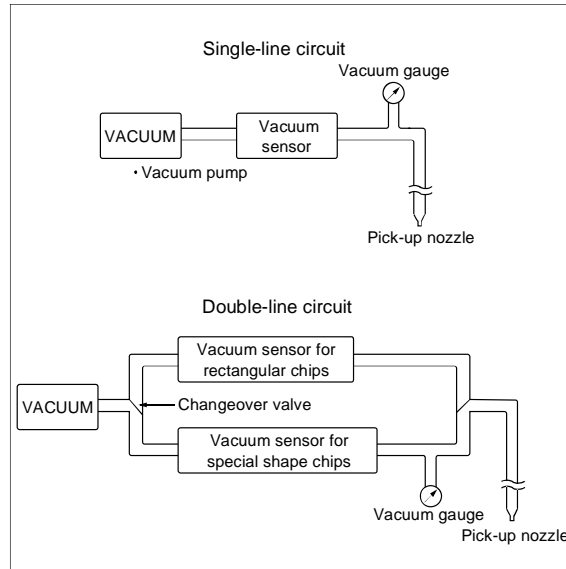 Single-line circuit
Vacuum gauge
VACUUM
Vacuum
sensor
・Vacuum pump
Pick-up nozzle
Double-line circuit
Vacuum sensor for
rectangular chips
VACUUM
Changeover valve
Vacuum sensor for
special shape chips
Vacuum gauge
Pick-up nozzle